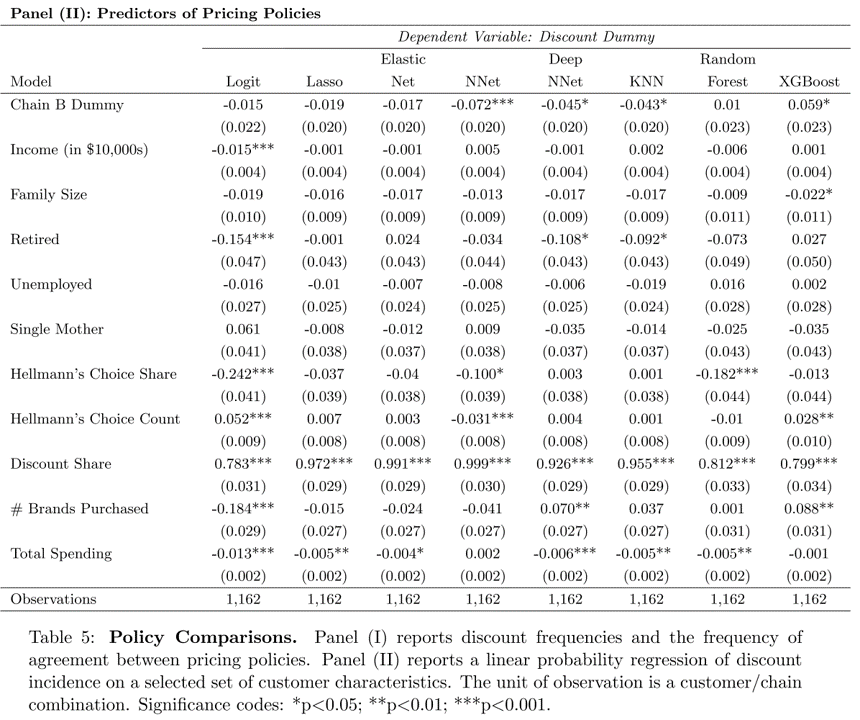 Panel (II): Predictors of Pricing Policies
Dependent Variable: Discount Dummy
Elastic Deep Random
Model Logit Lasso Net NNet NNet KNN Forest XGBoost
Chain B Dummy -0.015 -0.019 -0.017 -0.072*** -0.045* -0.043* 0.01 0.059*
(0.022) (0.020) (0.020) (0.020) (0.020) (0.020) (0.023) (0.023)
Income (in $10,000s) -0.015*** -0.001 -0.001 0.005 -0.001 0.002 -0.006 0.001
(0.004) (0.004) (0.004) (0.004) (0.004) (0.004) (0.004) (0.004)
Family Size -0.019 -0.016 -0.017 -0.013 -0.017 -0.017 -0.009 -0.022*
(0.010) (0.009) (0.009) (0.009) (0.009) (0.009) (0.011) (0.011)
Retired -0.154*** -0.001 0.024 -0.034 -0.108* -0.092* -0.073 0.027
(0.047) (0.043) (0.043) (0.044) (0.043) (0.043) (0.049) (0.050)
Unemployed -0.016 -0.01 -0.007 -0.008 -0.006 -0.019 0.016 0.002
(0.027) (0.025) (0.024) (0.025) (0.025) (0.024) (0.028) (0.028)
Single Mother 0.061 -0.008 -0.012 0.009 -0.035 -0.014 -0.025 -0.035
(0.041) (0.038) (0.037) (0.038) (0.037) (0.037) (0.043) (0.043)
Hellmann's Choice Share -0.242*** -0.037 -0.04 -0.100* 0.003 0.001 -0.182*** -0.013
(0.041) (0.039) (0.038) (0.039) (0.038) (0.038) (0.044) (0.044)
Hellmann's Choice Count 0.052*** 0.007 0.003 -0.031*** 0.004 0.001 -0.01 0.028**
(0.009) (0.008) (0.008) (0.008) (0.008) (0.008) (0.009) (0.010)
Discount Share 0.783*** 0.972*** 0.991*** 0.999*** 0.926*** 0.955*** 0.812*** 0.799***
(0.031) (0.029) (0.029) (0.030) (0.029) (0.029) (0.033) (0.034)
# Brands Purchased -0.184*** -0.015 -0.024 -0.041 0.070** 0.037 0.001 0.088**
(0.029) (0.027) (0.027) (0.027) (0.027) (0.027) (0.031) (0.031)
Total Spending -0.013*** -0.005** -0.004* 0.002 -0.006*** -0.005** -0.005** -0.001
(0.002) (0.002) (0.002) (0.002) (0.002) (0.002) (0.002) (0.002)
Observations 1,162 1,162 1,162 1,162 1,162 1,162 1,162 1,162
Table 5: Policy Comparisons. Panel (I) reports discount frequencies and the frequency of
agreement between pricing policies. Panel (II) reports a linear probability regression of discount
incidence on a selected set of customer characteristics. The unit of observation is a customer/chain
combination. Significance codes: *p<0.05; **p<0.01; ***p<0.001.